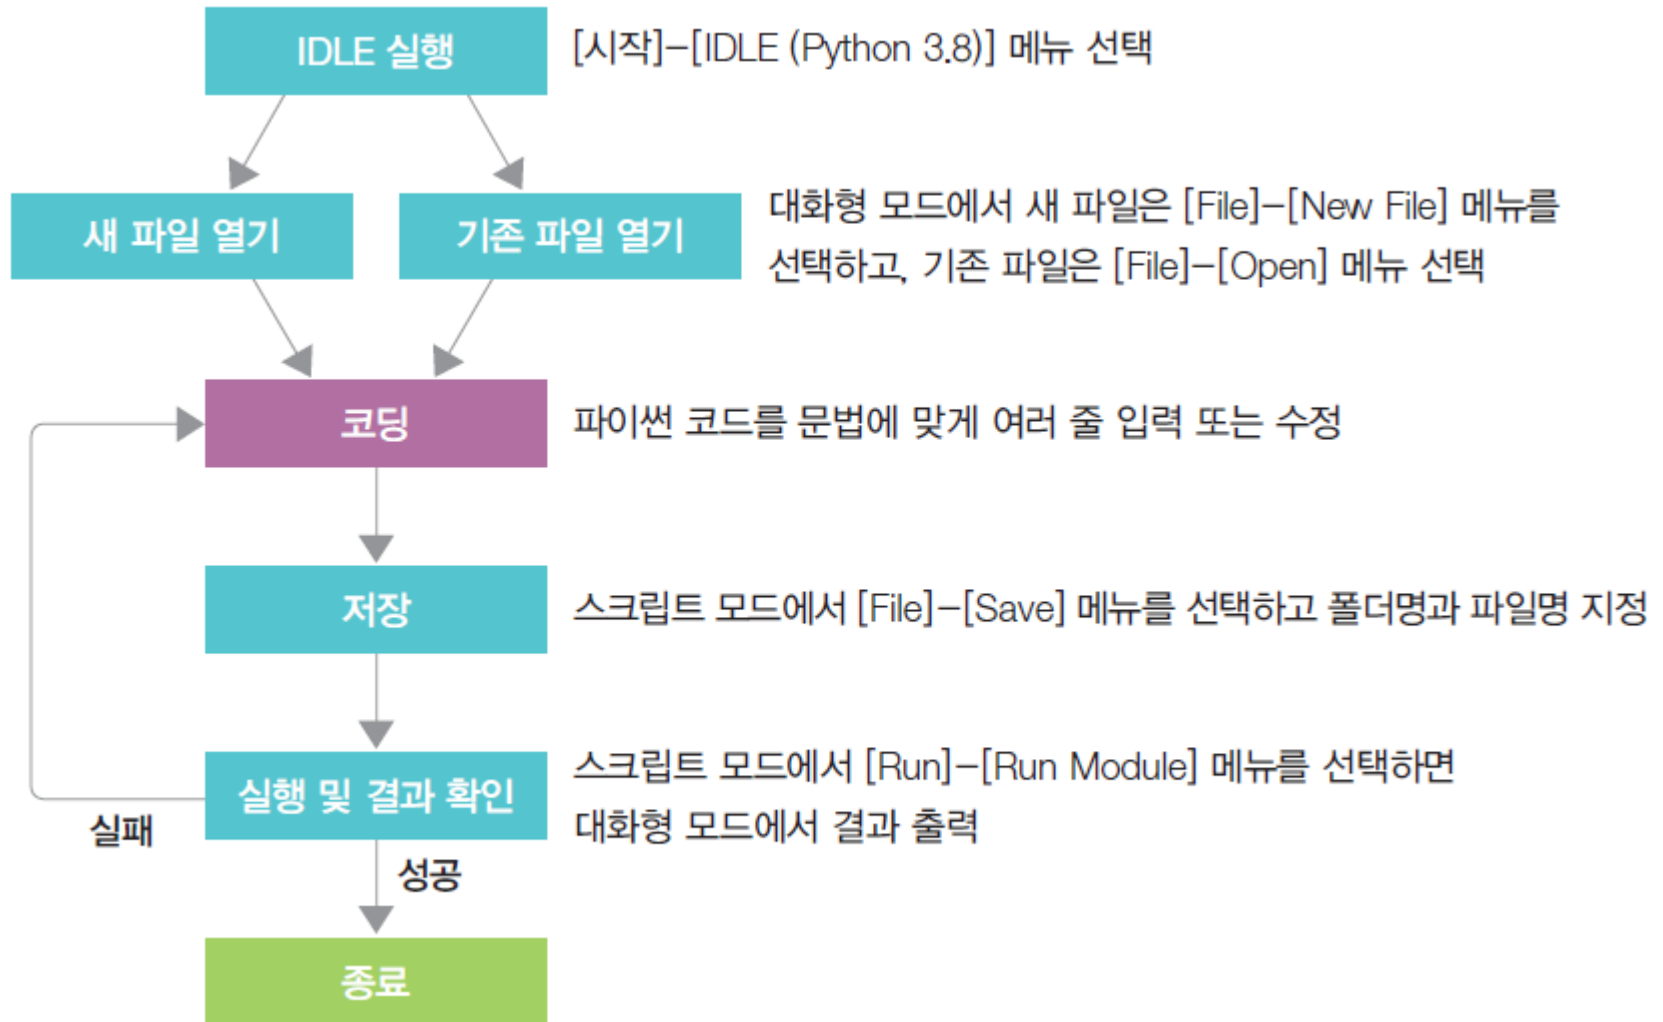 IDLE 실행
[시작]-[IDLE (Python 3.8)] 메뉴 선택
새 파일 열기
기존 파일 열기
대화형 모드에서 새 파일은 [File]-[New File] 메뉴를
선택하고, 기존 파일은 [File]-[Open] 메뉴 선택
코딩
파이썬 코드를 문법에 맞게 여러 줄 입력 또는 수정
저장
스크립트 모드에서 [File]-[Save] 메뉴를 선택하고 폴더명과 파일명 지정
실행 및 결과 확인
스크립트 모드에서 [Run]-[Run Module] 메뉴를 선택하면
대화형 모드에서 결과 출력
실패
성공
종료